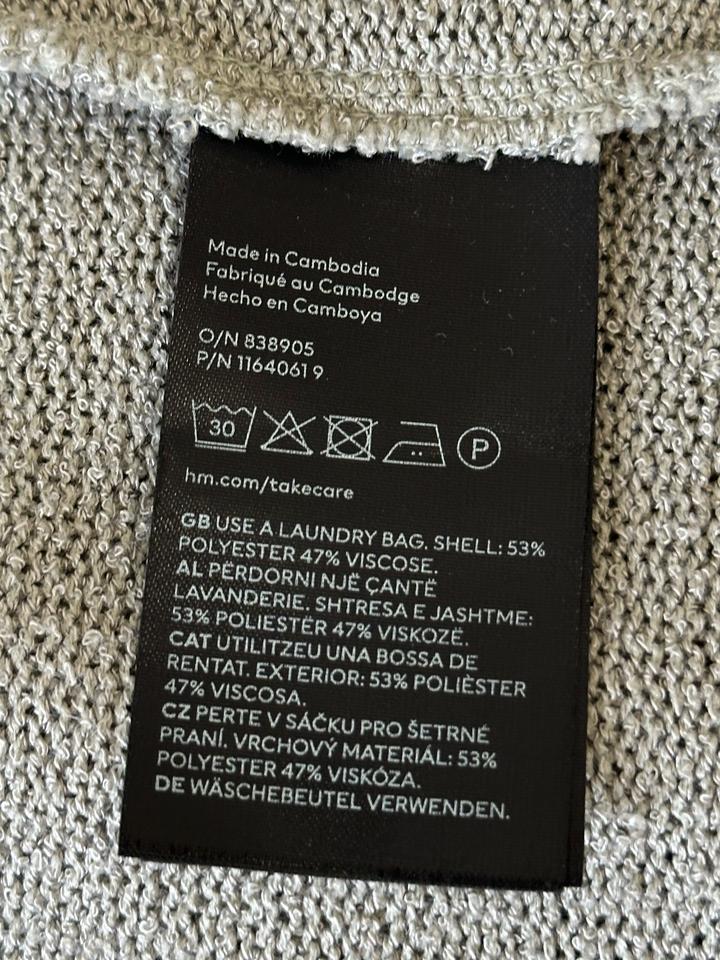 Made in Cambodia
Fabriqué au Cambodge
Hecho en Camboya
O/N 838905
P/N 1164061 9
30 P
hm.com/takecare
GB USE A LAUNDRY BAG. SHELL: 53%
POLYESTER 47% VISCOSE.
AL PËRDORNI NJË ÇANTË
LAVANDERIE. SHTRESA E JASHTME:
53% POLIESTËR 47% VISKOZË.
CAT UTILITZEU UNA BOSSA DE
RENTAT. EXTERIOR: 53% POLIÈSTER
47% VISCOSA.
CZ PERTE V SÁČKU PRO ŠETRNÉ
PRANÍ. VRCHOVÝ MATERIÁL: 53%
POLYESTER 47% VISKÓZA.
DE WÄSCHEBEUTEL VERWENDEN.